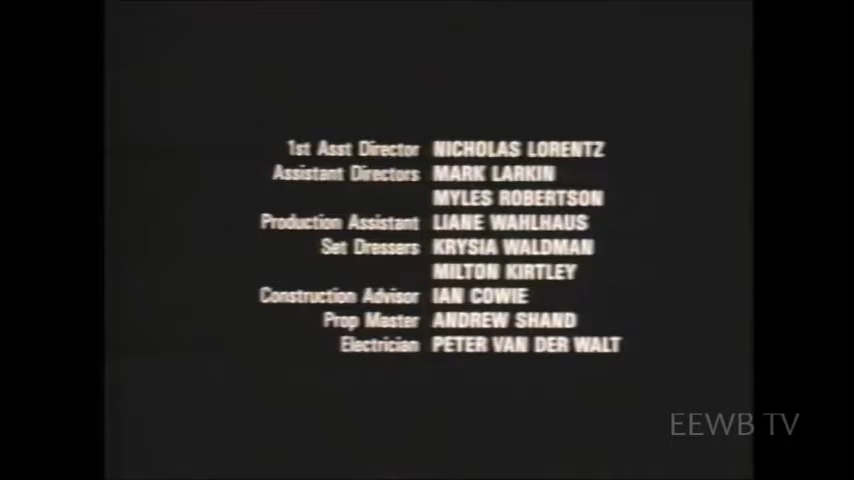 1st Asst Director NICHOLAS LORENTZ
Assistant Directors MARK LARKIN
MYLES ROBERTSON
Production Assistant LIANE WAHLHAUS
Set Dressers KRYSIA WALDMAN
MILTON KIRTLEY
Construction Advisor IAN COWIE
Prop Master ANDREW SHAND
Electrician PETER VAN DER WALT
EEWB TV